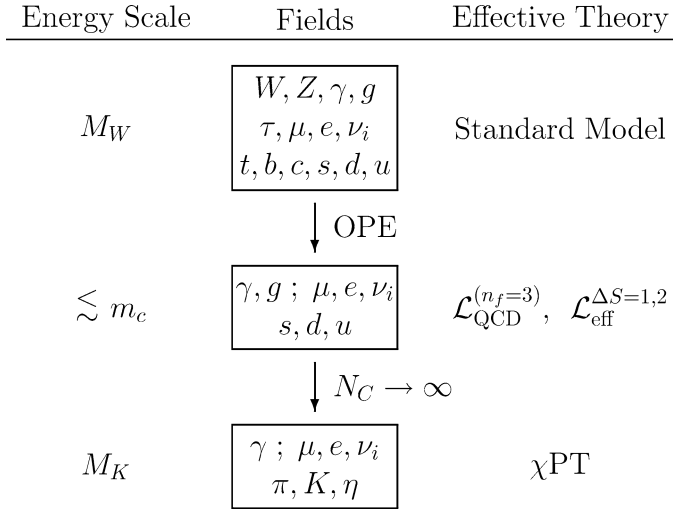 Energy Scale Fields Effective Theory
W, Z, γ, g
M_W τ, μ, e, ν_i Standard Model
t, b, c, s, d, u
OPE
≲ m_c γ, g ; μ, e, ν_i 𝓛_QCD^(n_f=3), 𝓛_eff^ΔS=1,2
s, d, u
N_C → ∞
M_K γ ; μ, e, ν_i χPT
π, K, η